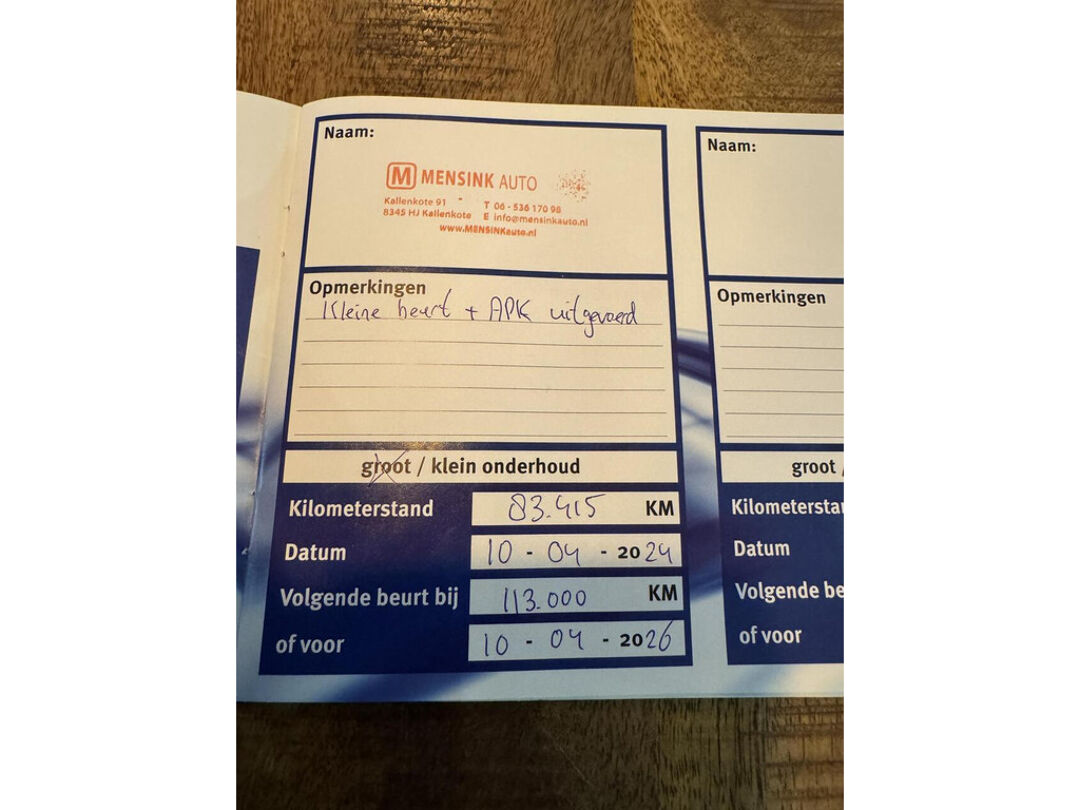 Naam:
M MENSINK AUTO
Kallenkote 91 T 06 - 536 170 98
8345 HJ Kallenkote E info@mensinkauto.nl
www.MENSINKauto.nl
Opmerkingen
Kleine beurt + APK uitgevoerd
groot / klein onderhoud
Kilometerstand 83.415 KM
Datum 10 - 04 - 2024
Volgende beurt bij 113.000 KM
of voor 10 - 04 - 2026
Naam:
Opmerkingen
groot /
Kilometersta
Datum
Volgende be
of voor